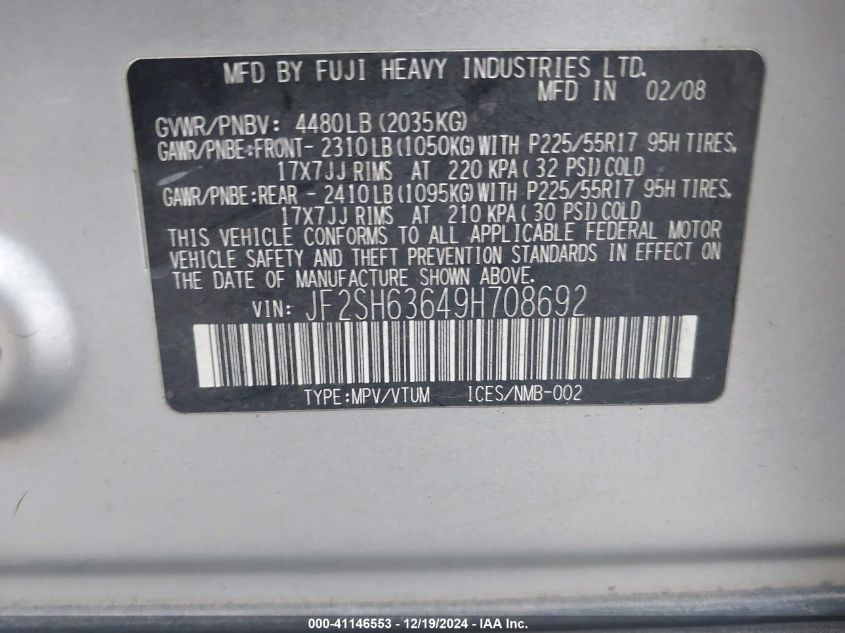 MFD BY FUJI HEAVY INDUSTRIES LTD.
MFD IN 02/08
GVWR/PNBV: 4480LB(2035KG)
GAWR/PNBE:FRONT- 2310LB(1050KG)WITH P225/55R17 95H TIRES,
17X7JJ RIMS AT 220 KPA( 32 PSI)COLD
GAWR/PNBE:REAR - 2410LB(1095KG)WITH P225/55R17 95H TIRES,
17X7JJ RIMS AT 210 KPA( 30 PSI)COLD
THIS VEHICLE CONFORMS TO ALL APPLICABLE FEDERAL MOTOR
VEHICLE SAFETY AND THEFT PREVENTION STANDARDS IN EFFECT ON
THE DATE OF MANUFACTURE SHOWN ABOVE.
VIN: JF2SH63649H708692
TYPE:MPV/VTUM ICES/NMB-002
000-41146553 - 12/19/2024 - IAA, Inc.